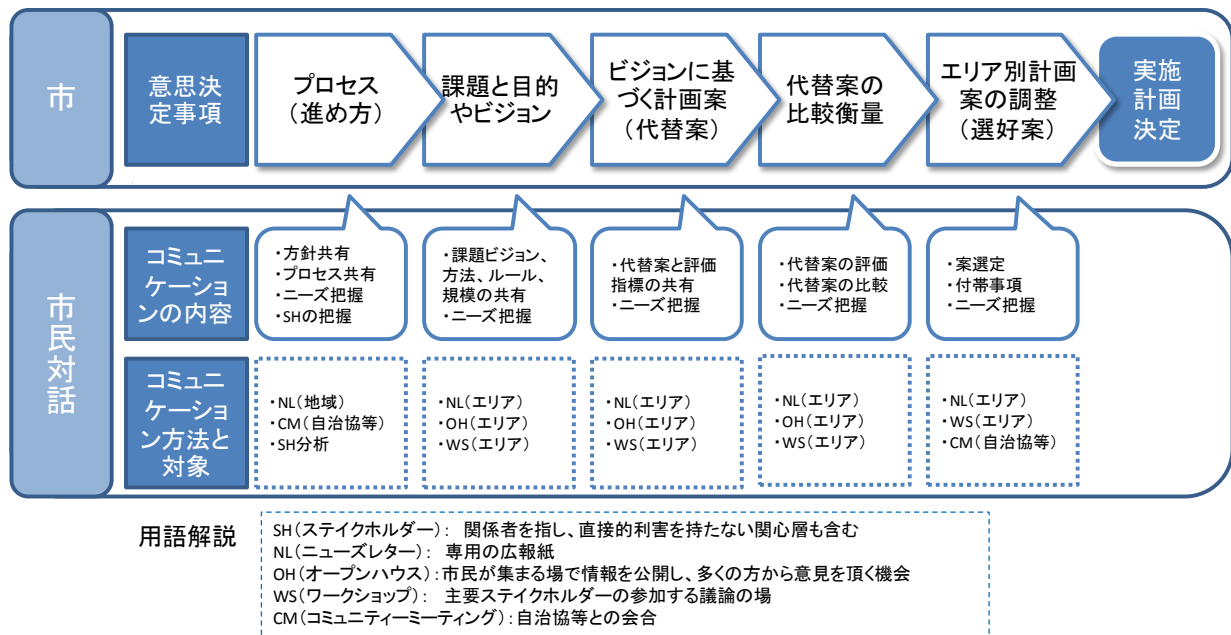 市
意思決
定事項
プロセス
（進め方）
課題と目的
やビジョン
ビジョンに基
づく計画案
（代替案）
代替案の
比較衡量
エリア別計画
案の調整
（選好案）
実施
計画
決定
市民対話
コミュニ
ケーショ
ンの内容
・方針共有
・プロセス共有
・ニーズ把握
・SHの把握
・課題ビジョン、
方法、ルール、
規模の共有
・ニーズ把握
・代替案と評価
指標の共有
・ニーズ把握
・代替案の評価
・代替案の比較
・ニーズ把握
・案選定
・付帯事項
・ニーズ把握
コミュニ
ケーショ
ン方法と
対象
・NL（地域）
・CM（自治協等）
・SH分析
・NL（エリア）
・OH（エリア）
・WS（エリア）
・NL（エリア）
・OH（エリア）
・WS（エリア）
・NL（エリア）
・OH（エリア）
・WS（エリア）
・NL（エリア）
・WS（エリア）
・CM（自治協等）
用語解説
SH（ステイクホルダー）： 関係者を指し、直接的利害を持たない関心層も含む
NL（ニューズレター）： 専用の広報紙
OH（オープンハウス）：市民が集まる場で情報を公開し、多くの方から意見を頂く機会
WS（ワークショップ）： 主要ステイクホルダーの参加する議論の場
CM（コミュニティーミーティング）：自治協等との会合